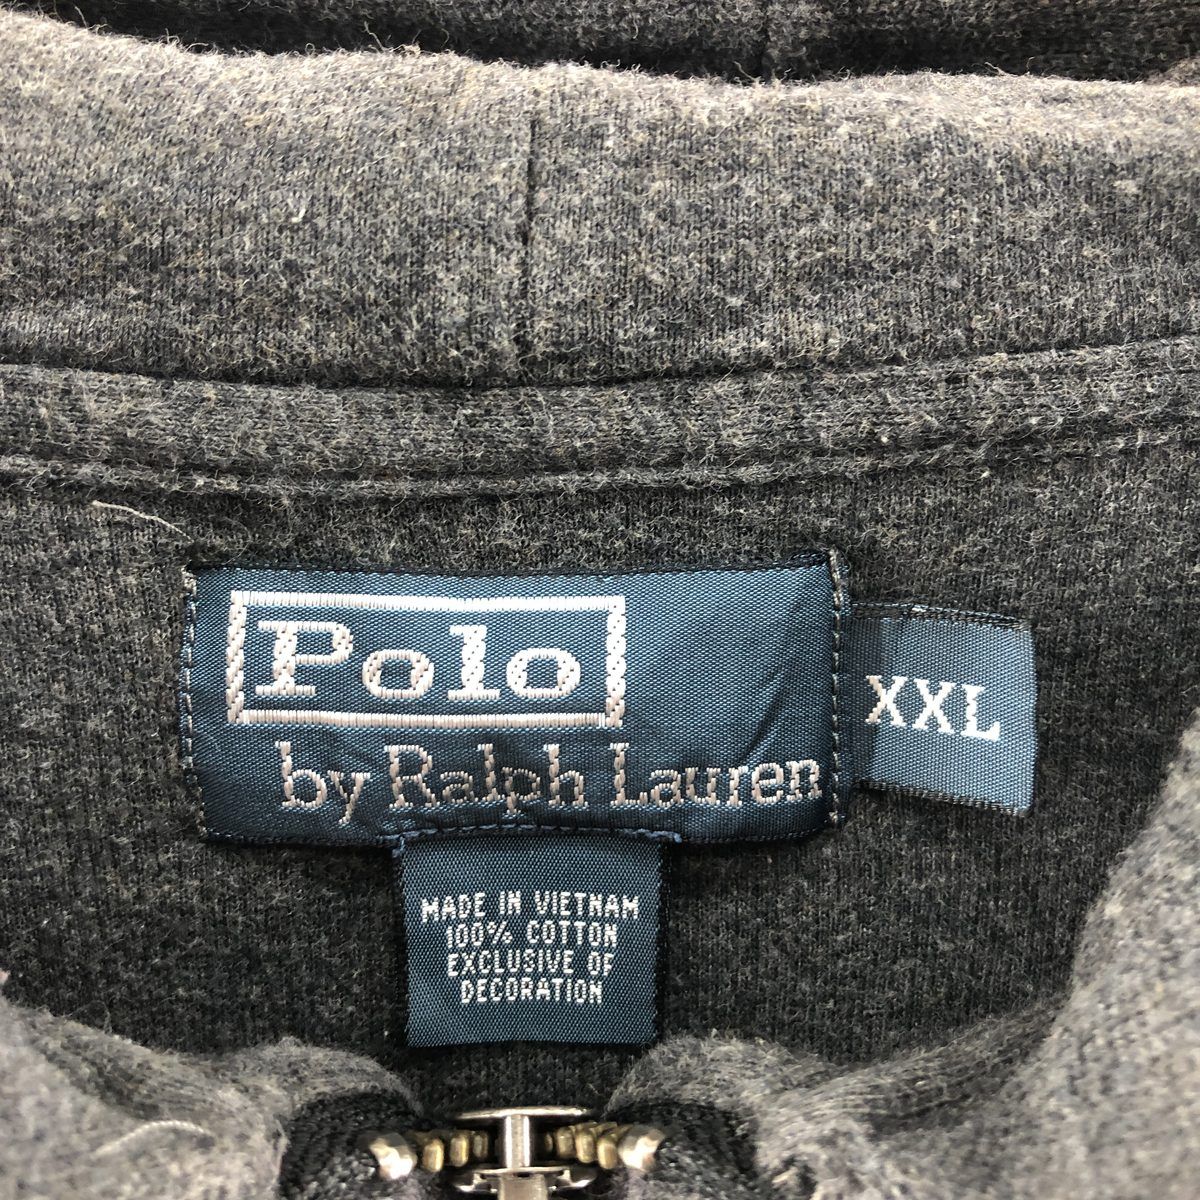 Polo
by Ralph Lauren
XXL
MADE IN VIETNAM
100% COTTON
EXCLUSIVE OF
DECORATION